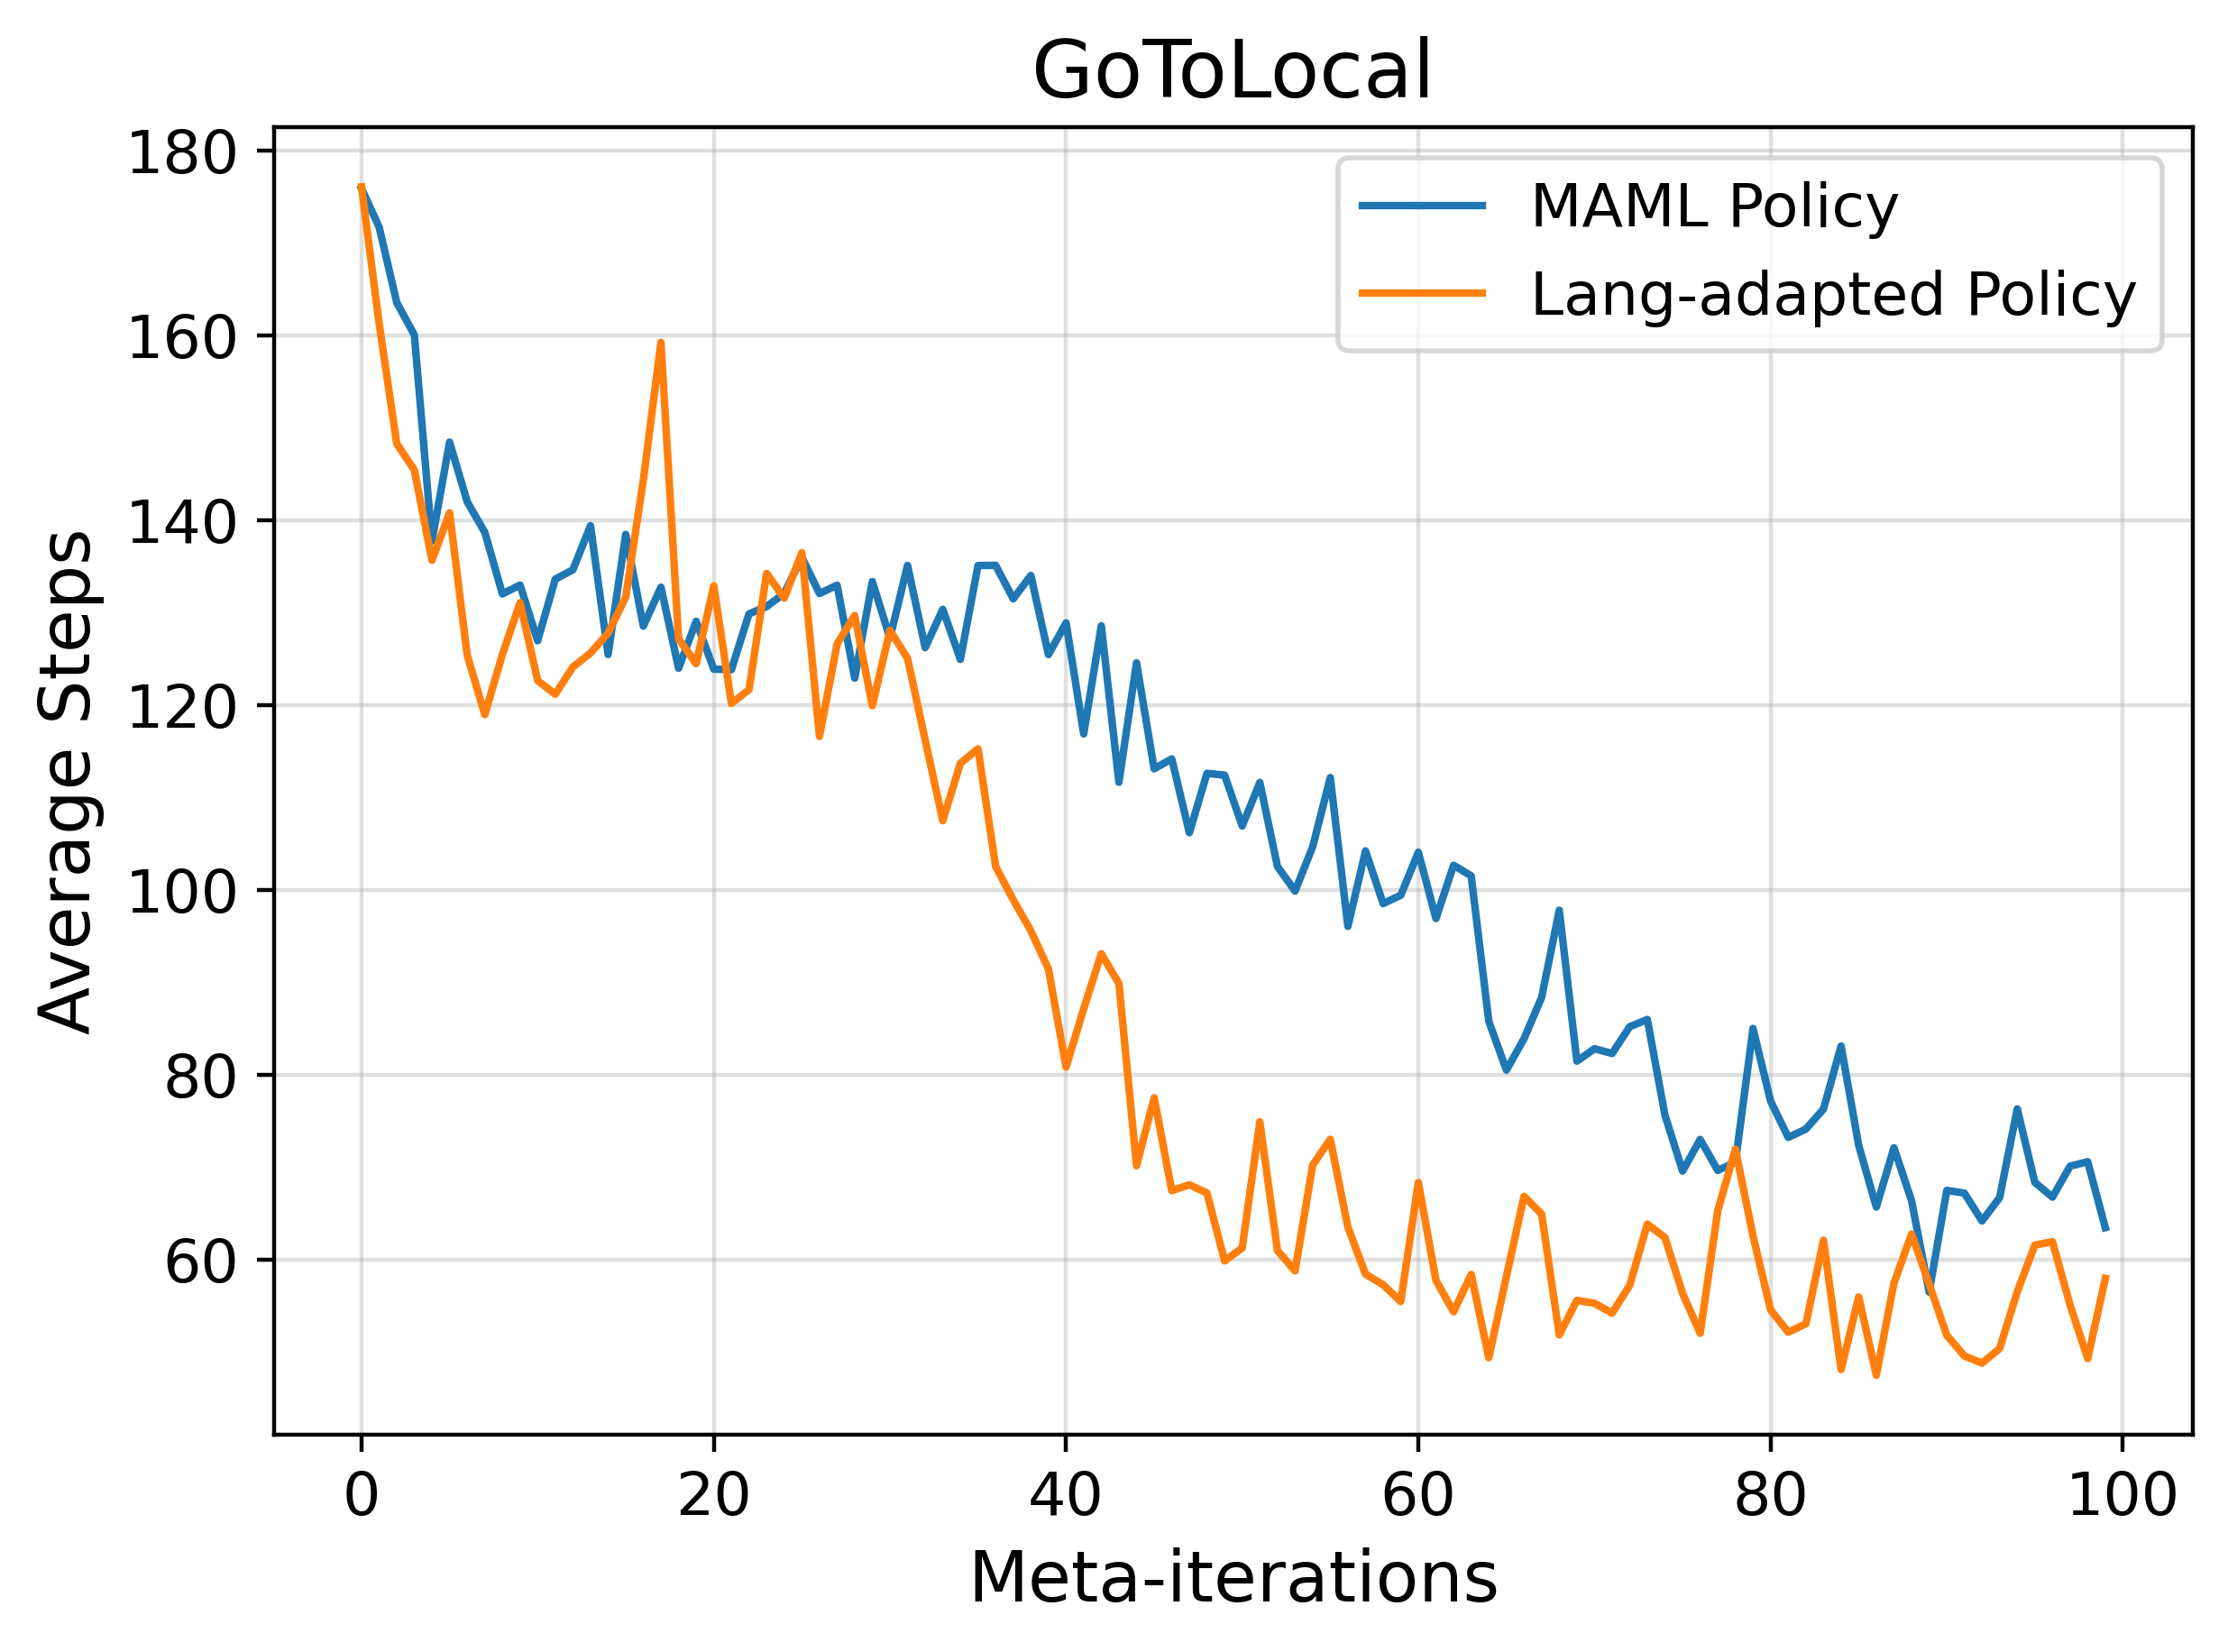 GoToLocal
180
160
140
120
100
80
60
Average Steps
MAML Policy
Lang-adapted Policy
0 20 40 60 80 100
Meta-iterations